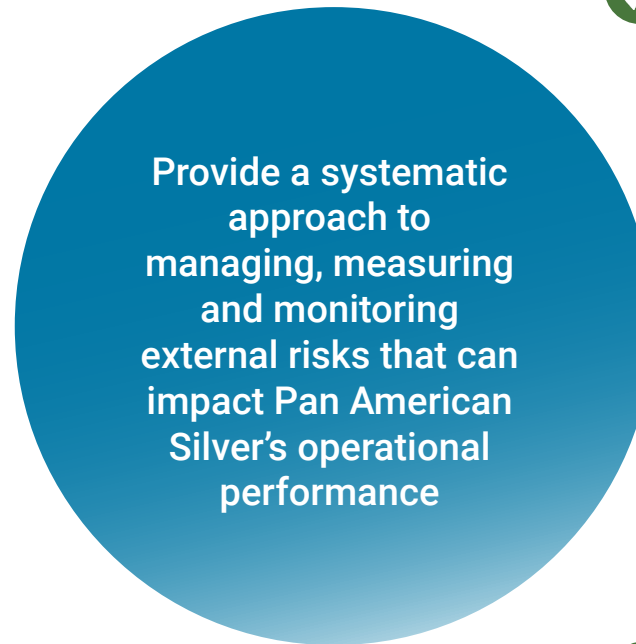 Provide a systematic
approach to
managing, measuring
and monitoring
external risks that can
impact Pan American
Silver’s operational
performance